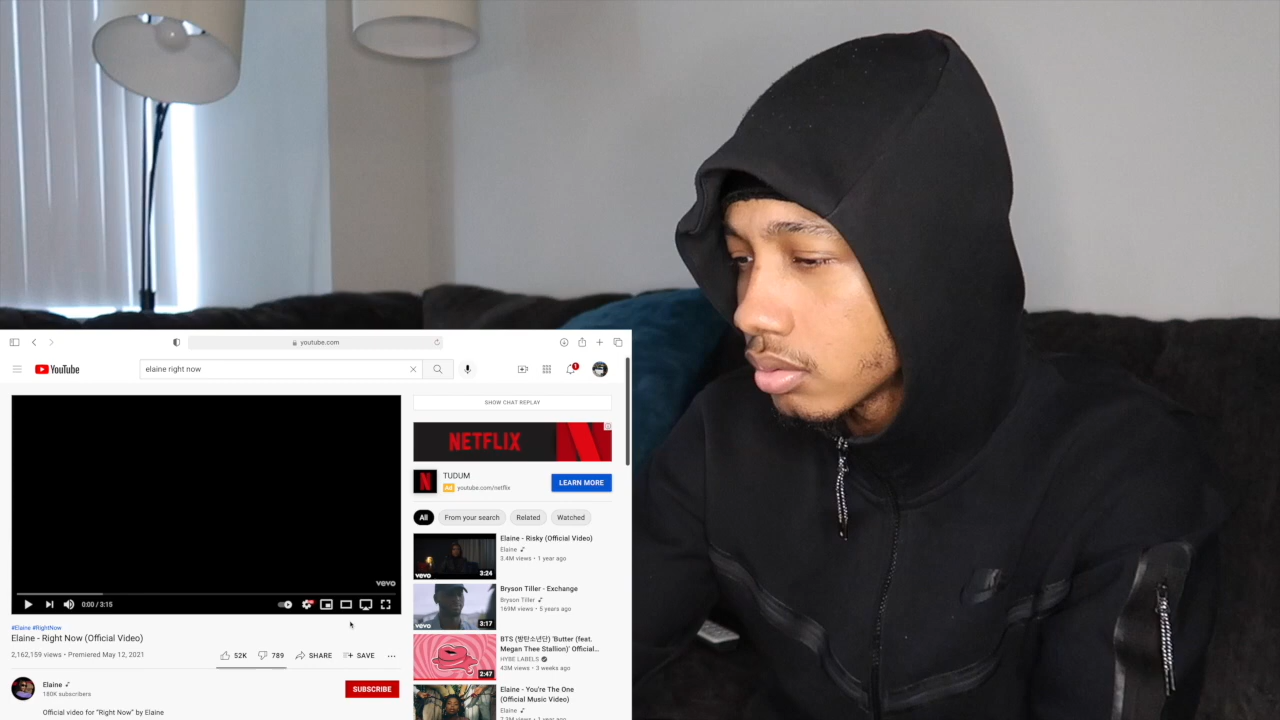 youtube.com
YouTube
elaine right now
1
SHOW CHAT REPLAY
NETFLIX
N
TUDUM
Ad youtube.com/netflix
LEARN MORE
All From your search Related Watched
Elaine - Risky (Official Video)
Elaine
3.4M views • 1 year ago
vevo 3:24
Bryson Tiller - Exchange
Bryson Tiller
169M views • 5 years ago
vevo 3:17
BTS (방탄소년단) 'Butter (feat.
Megan Thee Stallion)' Official...
HYBE LABELS
43M views • 3 weeks ago
2:47
Elaine - You're The One
(Official Music Video)
Elaine
vevo
0:00 / 3:15
#Elaine #RightNow
Elaine - Right Now (Official Video)
2,162,159 views • Premiered May 12, 2021
52K 789 SHARE SAVE ...
Elaine
180K subscribers
SUBSCRIBE
Official video for "Right Now" by Elaine